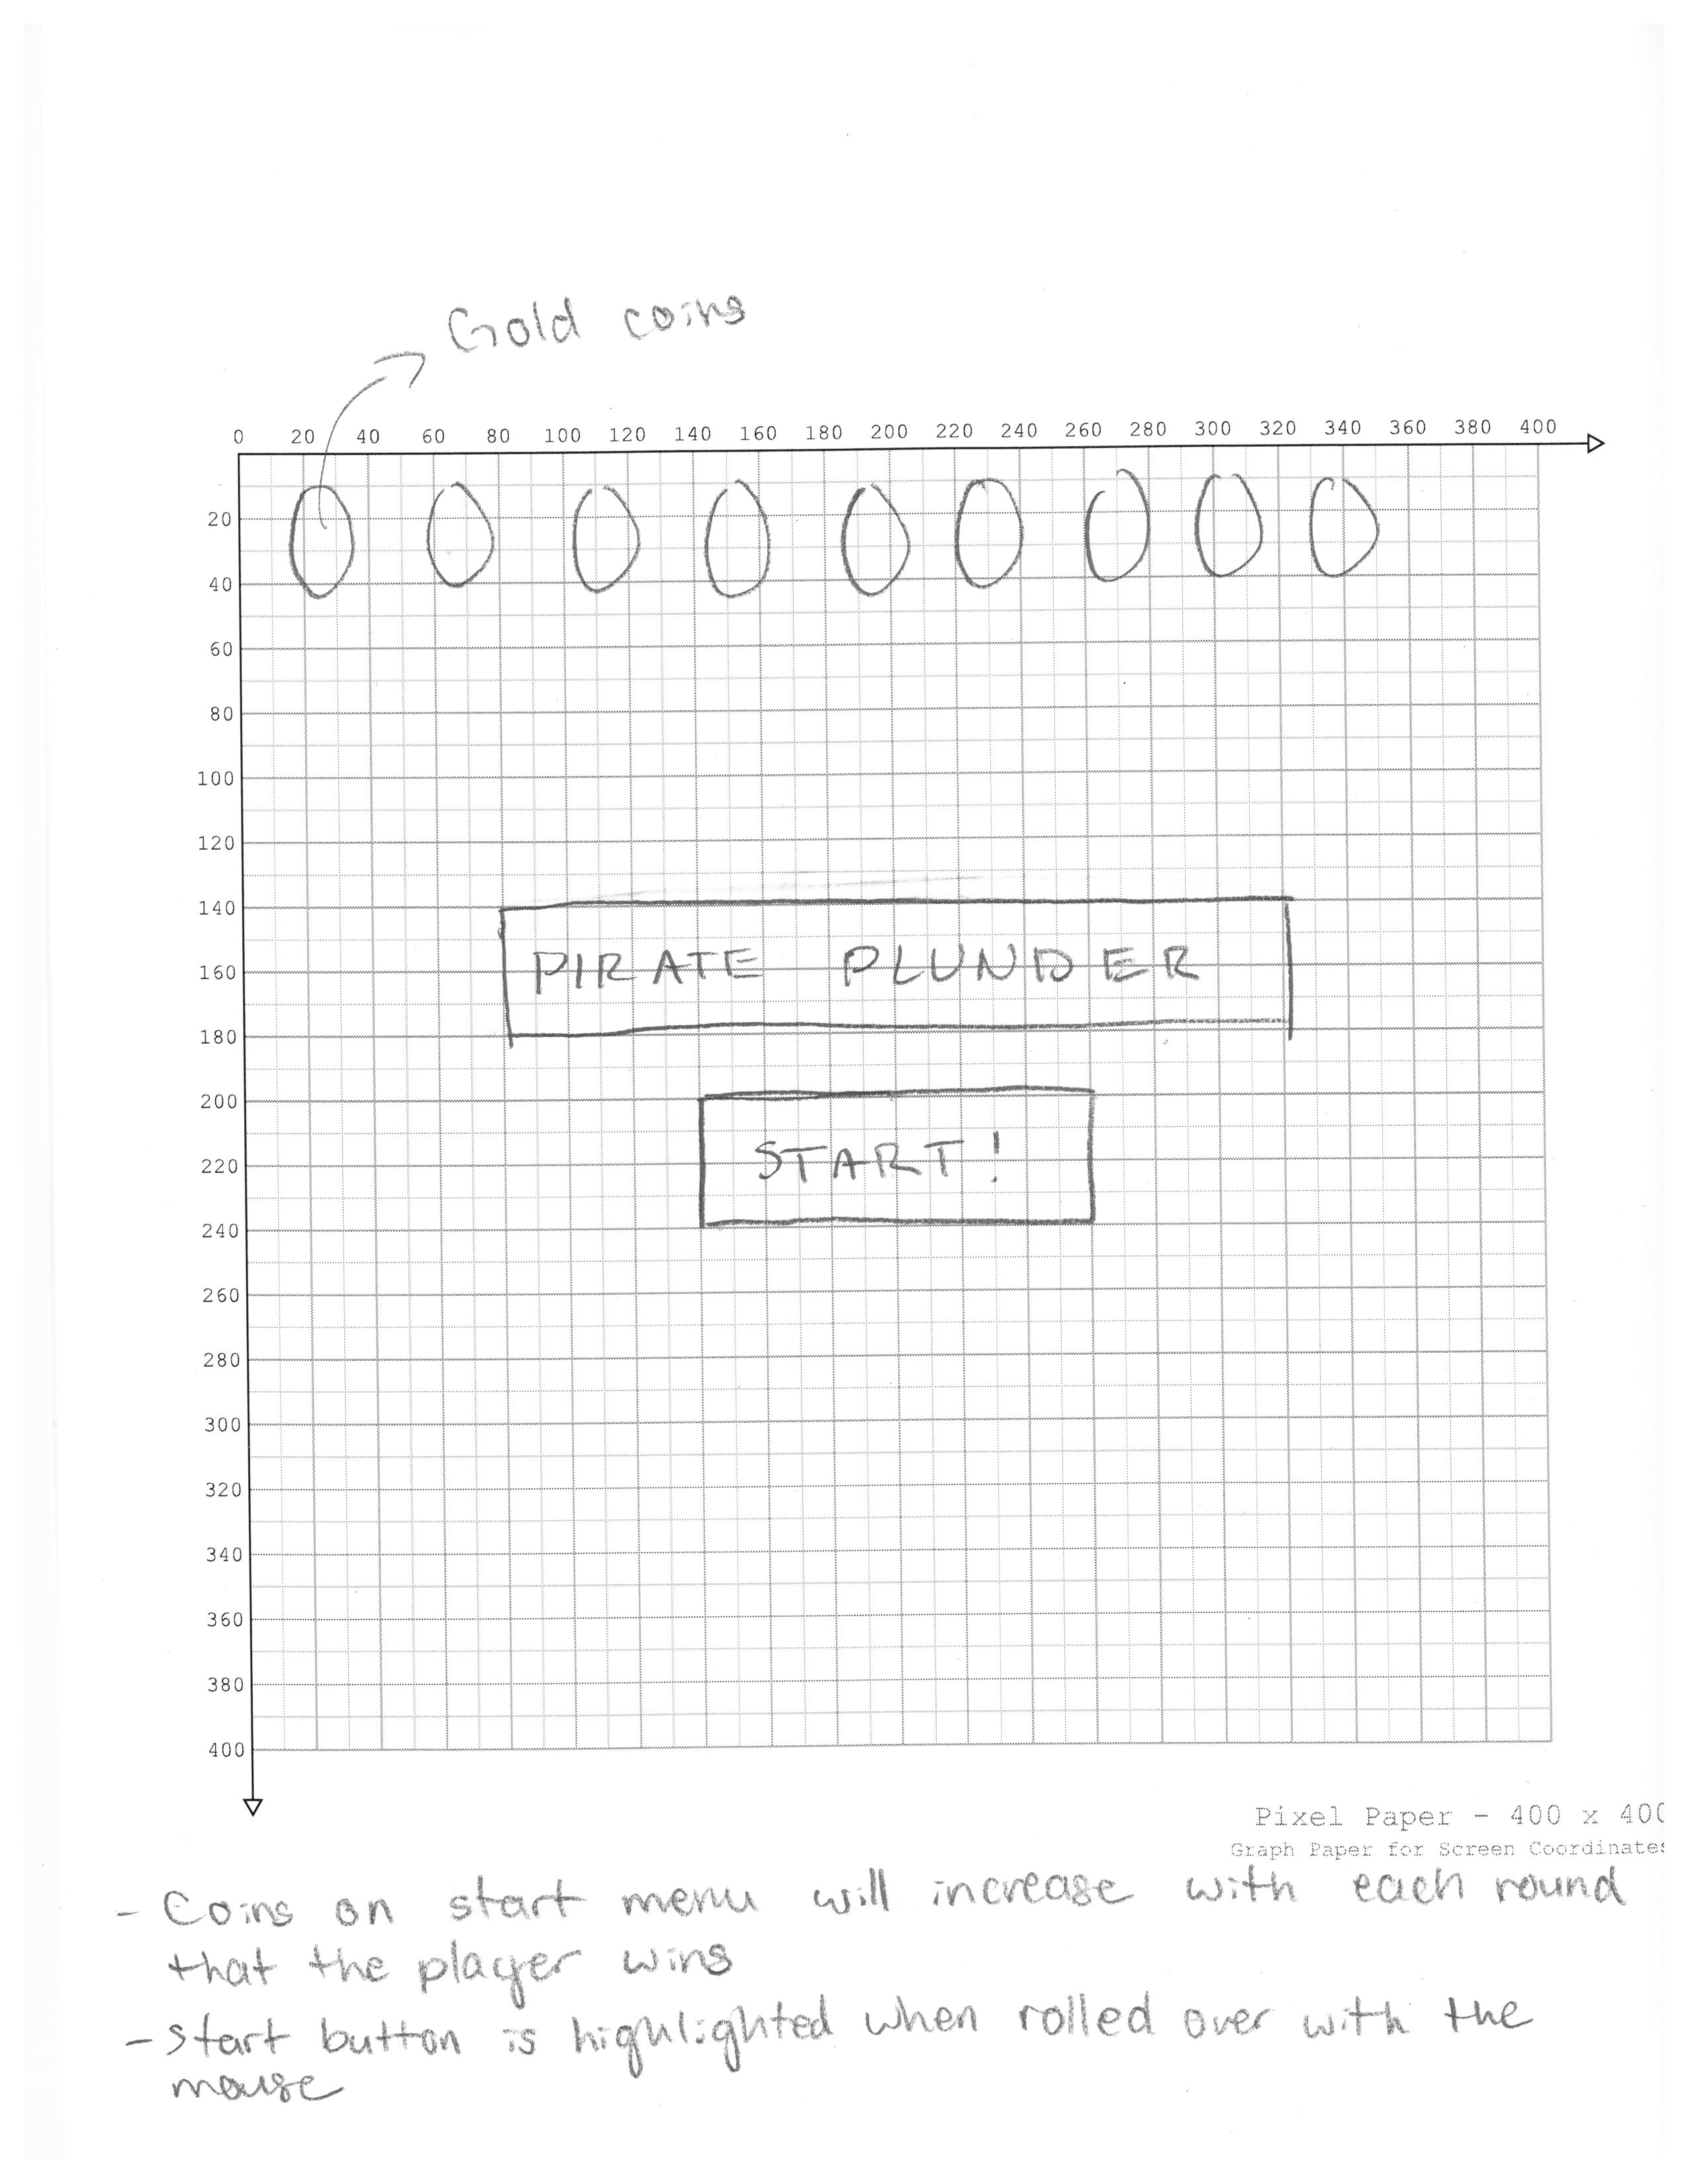 Gold coins
0 20 40 60 80 100 120 140 160 180 200 220 240 260 280 300 320 340 360 380 400
20
40
60
80
100
120
140
PIRATE PLUNDER
160
180
200
START!
220
240
260
280
300
320
340
360
380
400
Pixel Paper - 400 x 400
Graph Paper for Screen Coordinates
- Coins on start menu will increase with each round
that the player wins
- Start button is highlighted when rolled over with the
mouse